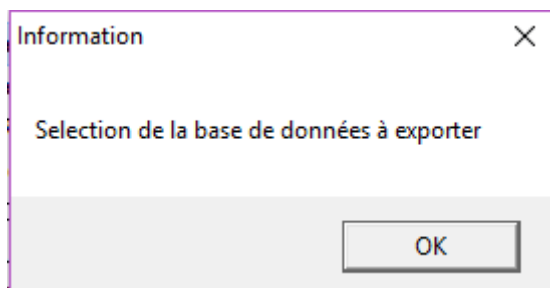 Information
Selection de la base de données à exporter
OK